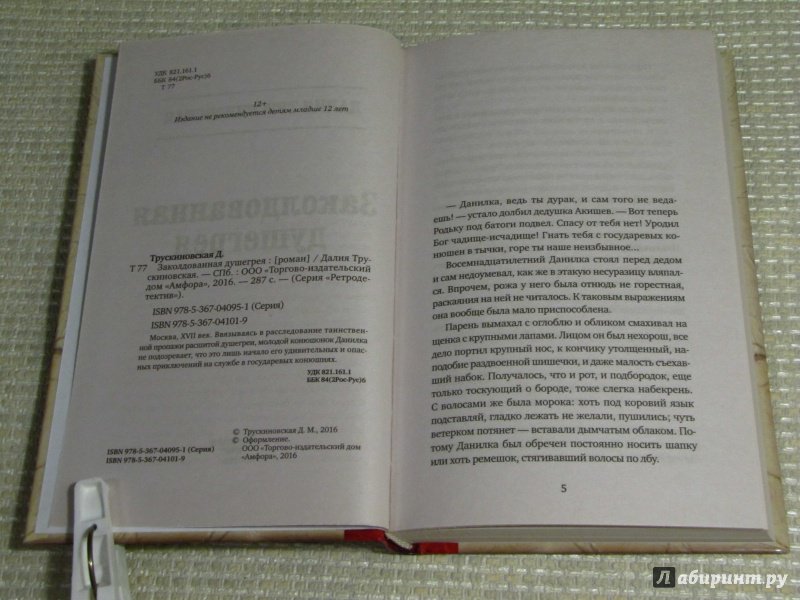 УДК 821.161.1
ББК 84(2Рос-Рус)6
Т 77
12+
Издание не рекомендуется детям младше 12 лет
Трускиновская Д.
Т 77 Заколдованная душегрея : [роман] / Далия Тру-
скиновская. — СПб. : ООО «Торгово-издательский
дом «Амфора», 2016. — 287 с. — (Серия «Ретроде-
тектив»).
ISBN 978-5-367-04095-1 (Серия)
ISBN 978-5-367-04101-9
Москва, XVII век. Ввязываясь в расследование таинствен-
ной пропажи расшитой душегреи, молодой конюшонок Данилка
не подозревает, что это лишь начало его удивительных и опас-
ных приключений на службе в государевых конюшнях.
УДК 821.161.1
ББК 84(2Рос-Рус)6
© Трускиновская Д. М., 2016
© Оформление.
ООО «Торгово-издательский дом
«Амфора», 2016
ISBN 978-5-367-04095-1 (Серия)
ISBN 978-5-367-04101-9
— Данилка, ведь ты дурак, и сам того не веда-
ешь! — устало долбил дедушка Акишев. — Вот теперь
Родьку под батоги подвел. Спасу от тебя нет! Уродил
Бог чадище-исчадище! Гнать тебя с государевых ко-
нюшен в тычки, горе ты наше неизбывное...
Восемнадцатилетний Данилка стоял перед дедом
и сам недоумевал, как же в этакую несуразицу вляпал-
ся. Впрочем, рожа у него была отнюдь не горестная,
раскаяния на ней не читалось. К таковым выражениям
она вообще была мало приспособлена.
Парень вымахал с оглоблю и обликом смахивал на
щенка с крупными лапами. Лицом он был нехорош, все
дело портил крупный нос, к кончику утолщенный, на-
подобие раздвоенной шишечки, и даже малость съехав-
ший набок. Получалось, что и рот, и подбородок, еще
только тоскующий о бороде, тоже слегка набекрень.
С волосами же была морока: хоть под коровий язык
подставляй, гладко лежать не желали, пушились; чуть
ветерком потянет — вставали дымчатым облаком. По-
тому Данилка был обречен постоянно носить шапку
или хоть ремешок, стягивавший волосы по лбу.
5
Лабиринт.ру